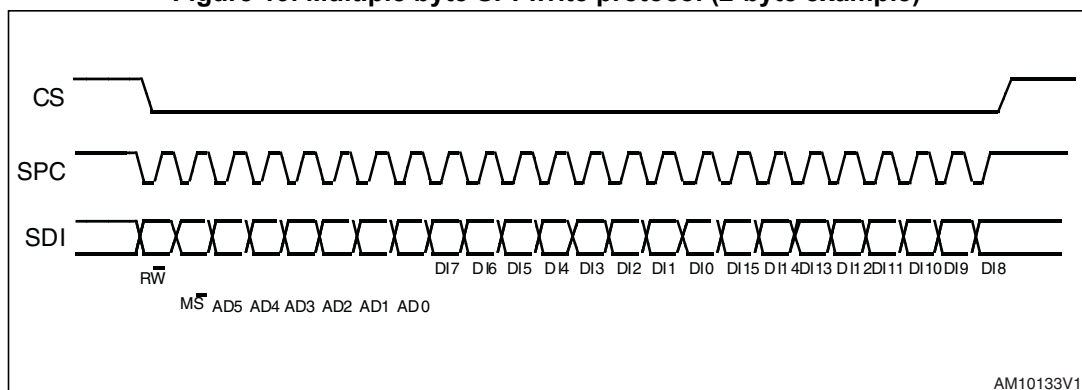 Figure 10. Multiple byte SPI write protocol (2-byte example)
CS
SPC
SDI
RW̅
DI7 DI6 DI5 DI4 DI3 DI2 DI1 DI0 DI15 DI14 DI13 DI12 DI11 DI10 DI9 DI8
MS̅ AD5 AD4 AD3 AD2 AD1 AD0
AM10133V1